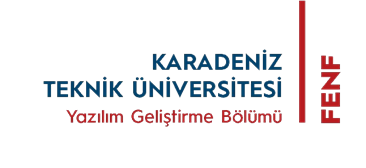 KARADENİZ
TEKNİK ÜNİVERSİTESİ
Yazılım Geliştirme Bölümü
FENF